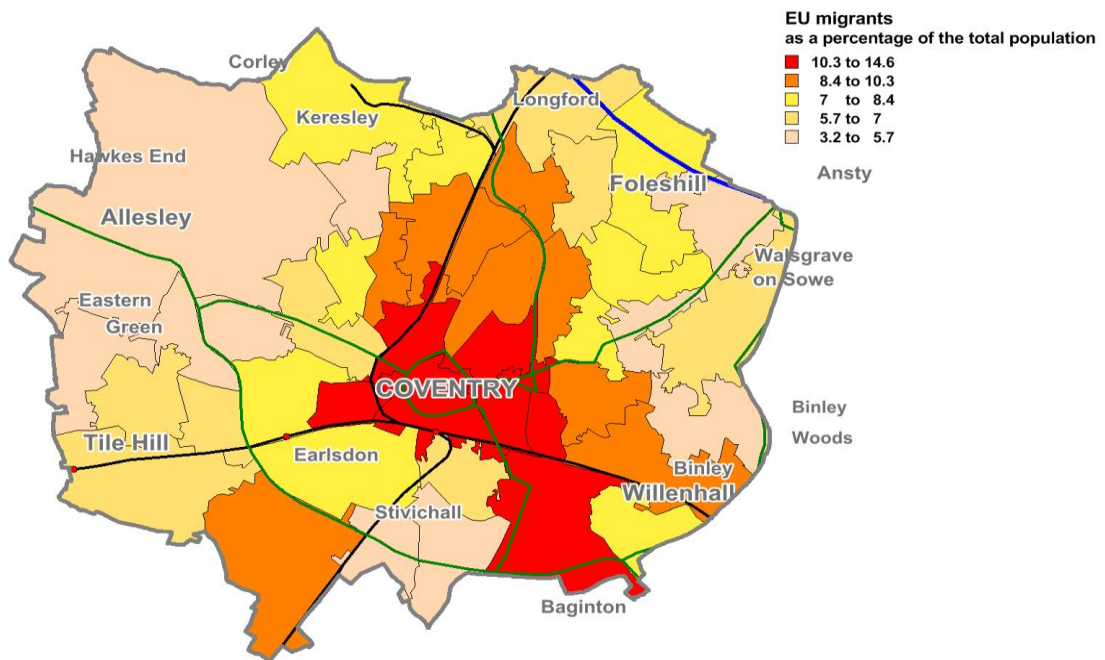 EU migrants
as a percentage of the total population
10.3 to 14.6
8.4 to 10.3
7 to 8.4
5.7 to 7
3.2 to 5.7
Corley
Longford
Keresley
Hawkes End
Ansty
Foleshill
Allesley
Walsgrave
on Sowe
Eastern
Green
COVENTRY
Binley
Woods
Tile Hill
Earlsdon
Binley
Willenhall
Stivichall
Baginton